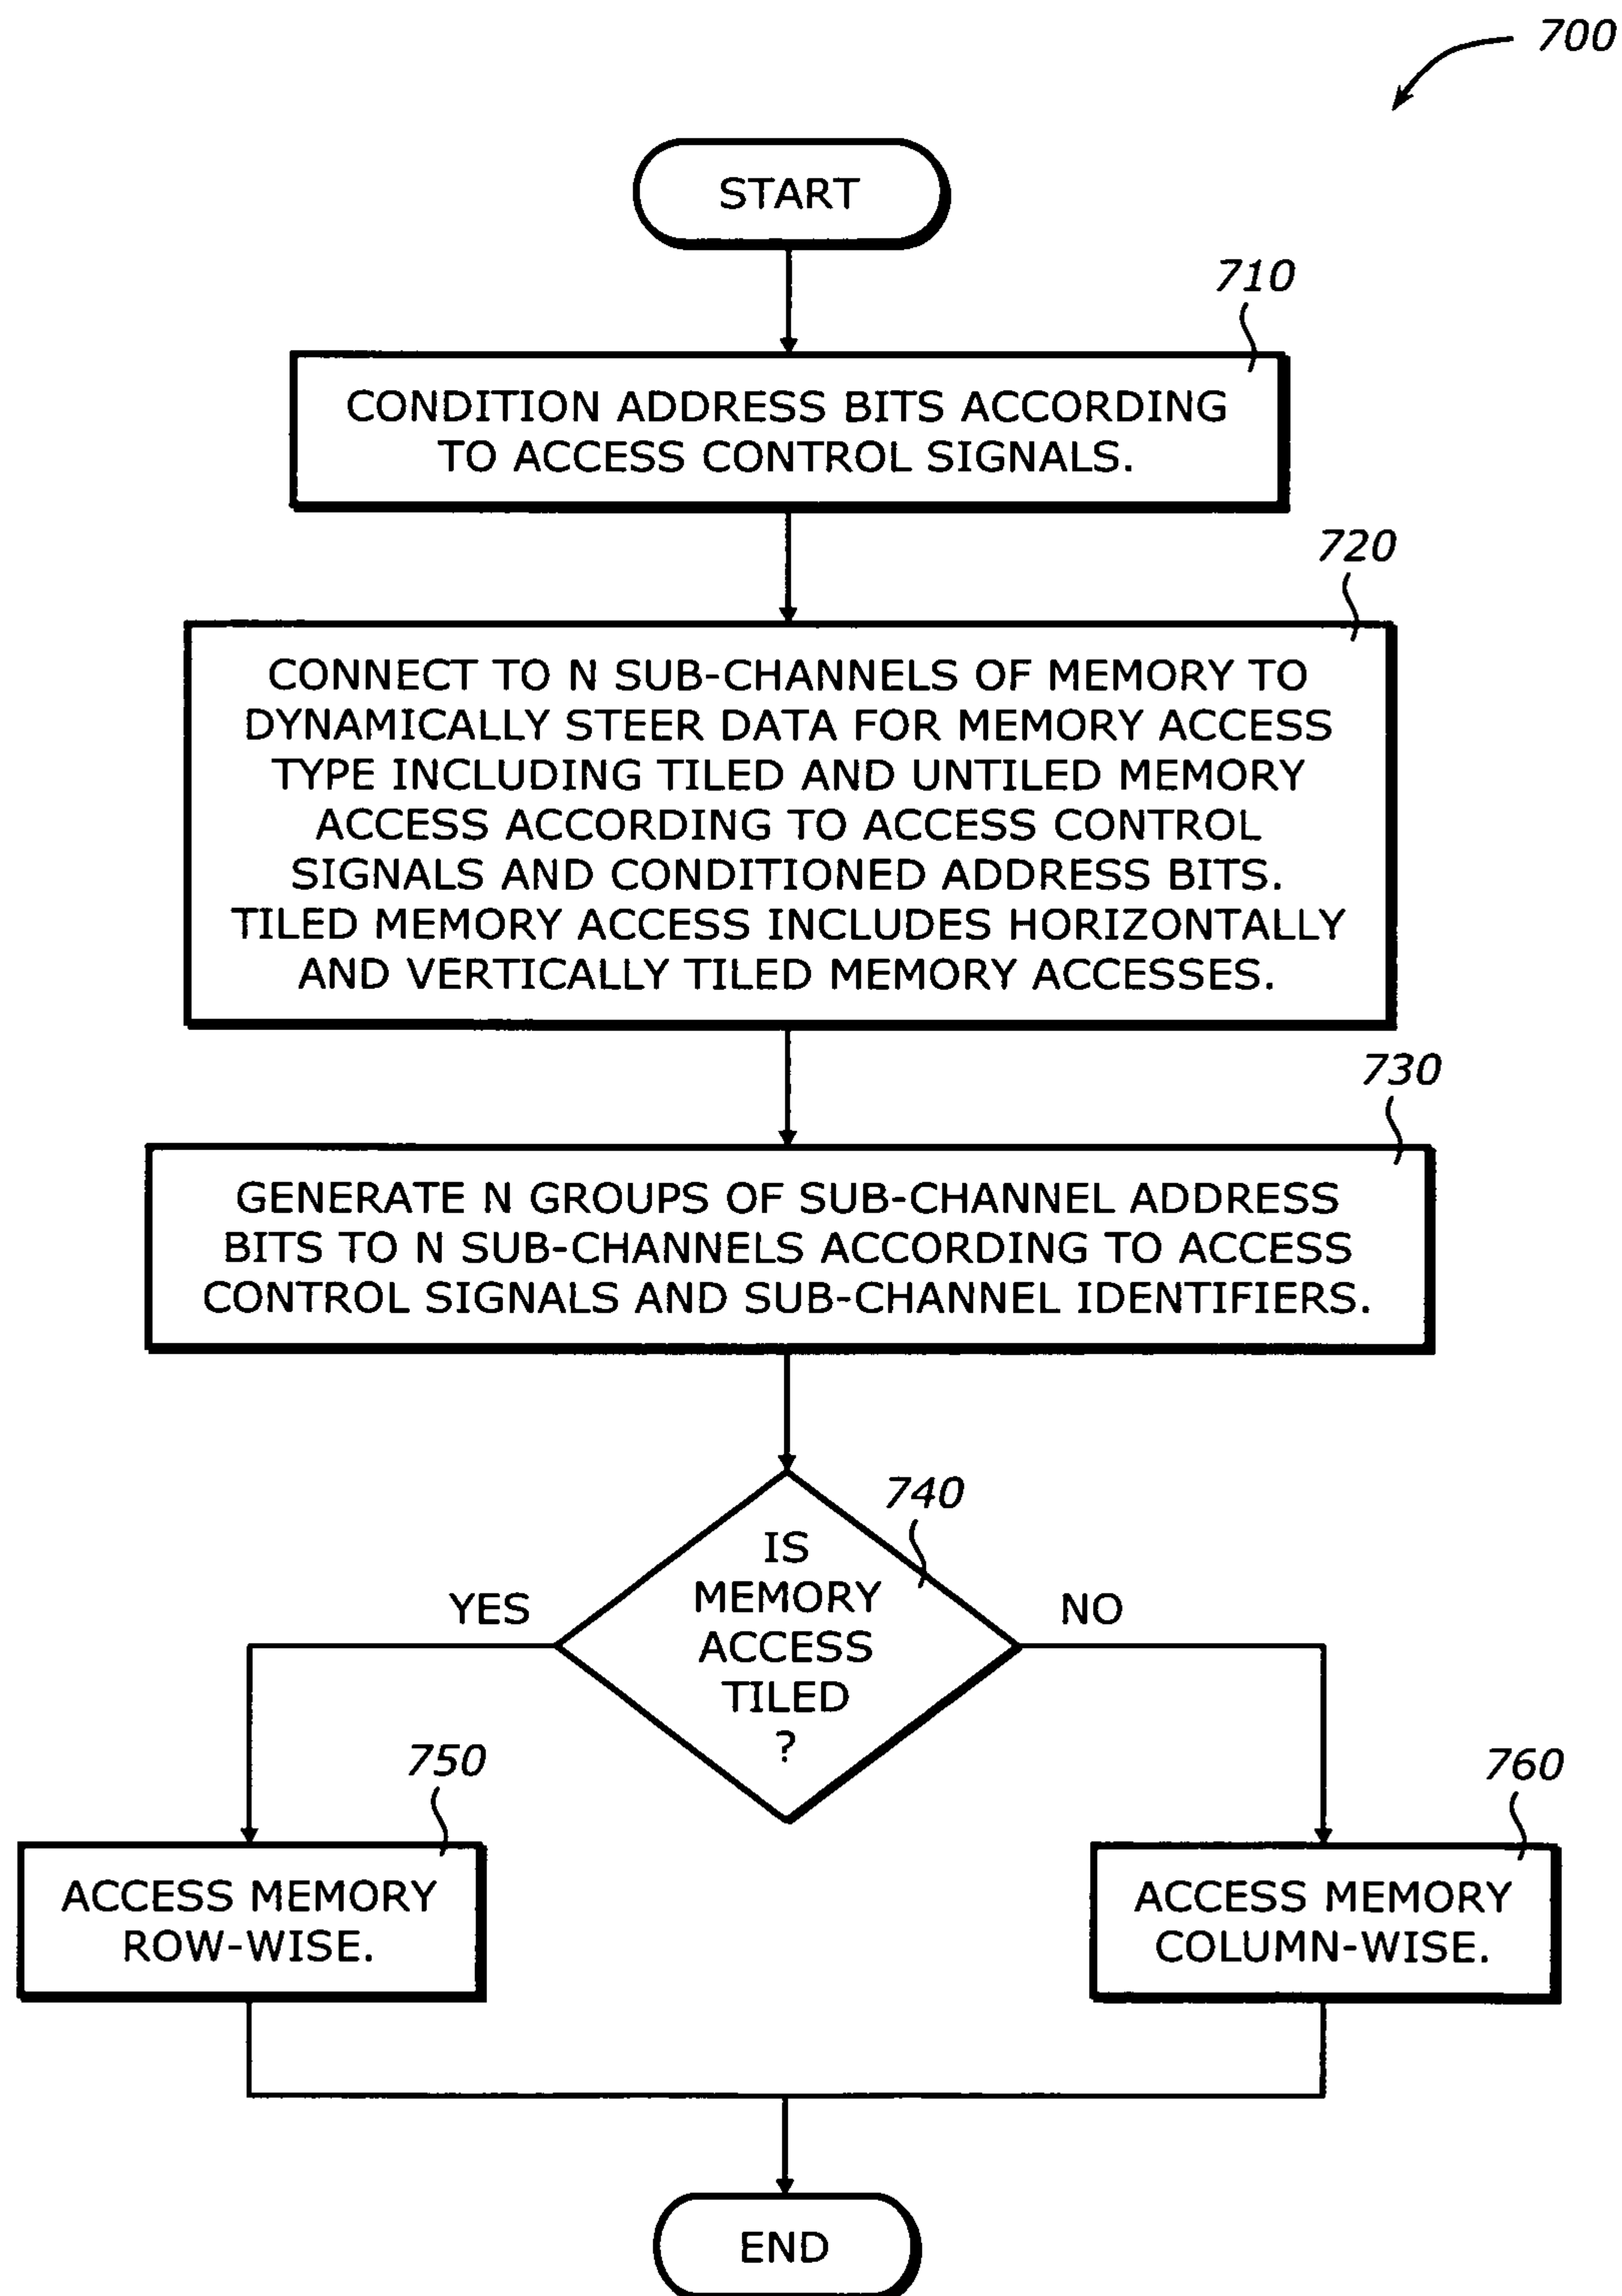 700
START
710
CONDITION ADDRESS BITS ACCORDING
TO ACCESS CONTROL SIGNALS.
720
CONNECT TO N SUB-CHANNELS OF MEMORY TO
DYNAMICALLY STEER DATA FOR MEMORY ACCESS
TYPE INCLUDING TILED AND UNTILED MEMORY
ACCESS ACCORDING TO ACCESS CONTROL
SIGNALS AND CONDITIONED ADDRESS BITS.
TILED MEMORY ACCESS INCLUDES HORIZONTALLY
AND VERTICALLY TILED MEMORY ACCESSES.
730
GENERATE N GROUPS OF SUB-CHANNEL ADDRESS
BITS TO N SUB-CHANNELS ACCORDING TO ACCESS
CONTROL SIGNALS AND SUB-CHANNEL IDENTIFIERS.
740
IS
MEMORY
ACCESS
TILED
?
YES
NO
750
ACCESS MEMORY
ROW-WISE.
760
ACCESS MEMORY
COLUMN-WISE.
END